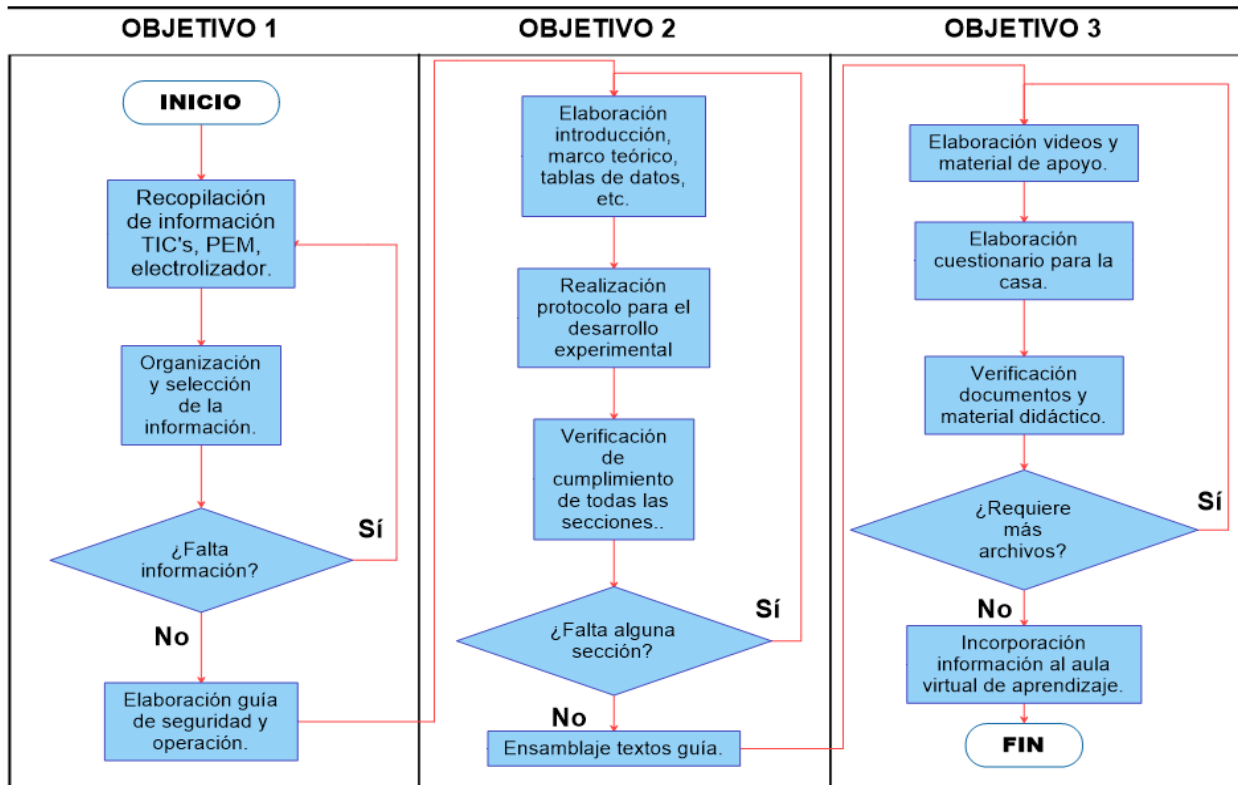 OBJETIVO 1
INICIO
Recopilación
de información
TIC's, PEM,
electrolizador.
Organización
y selección
de la
información.
¿Falta
información?
Sí
No
Elaboración guía
de seguridad y
operación.
OBJETIVO 2
Elaboración
introducción,
marco teórico,
tablas de datos,
etc.
Realización
protocolo para el
desarrollo
experimental
Verificación
de
cumplimiento
de todas las
secciones..
¿Falta alguna
sección?
Sí
No
Ensamblaje textos guía.
OBJETIVO 3
Elaboración videos y
material de apoyo.
Elaboración
cuestionario para la
casa.
Verificación
documentos y
material didáctico.
¿Requiere
más
archivos?
Sí
No
Incorporación
información al aula
virtual de aprendizaje.
FIN